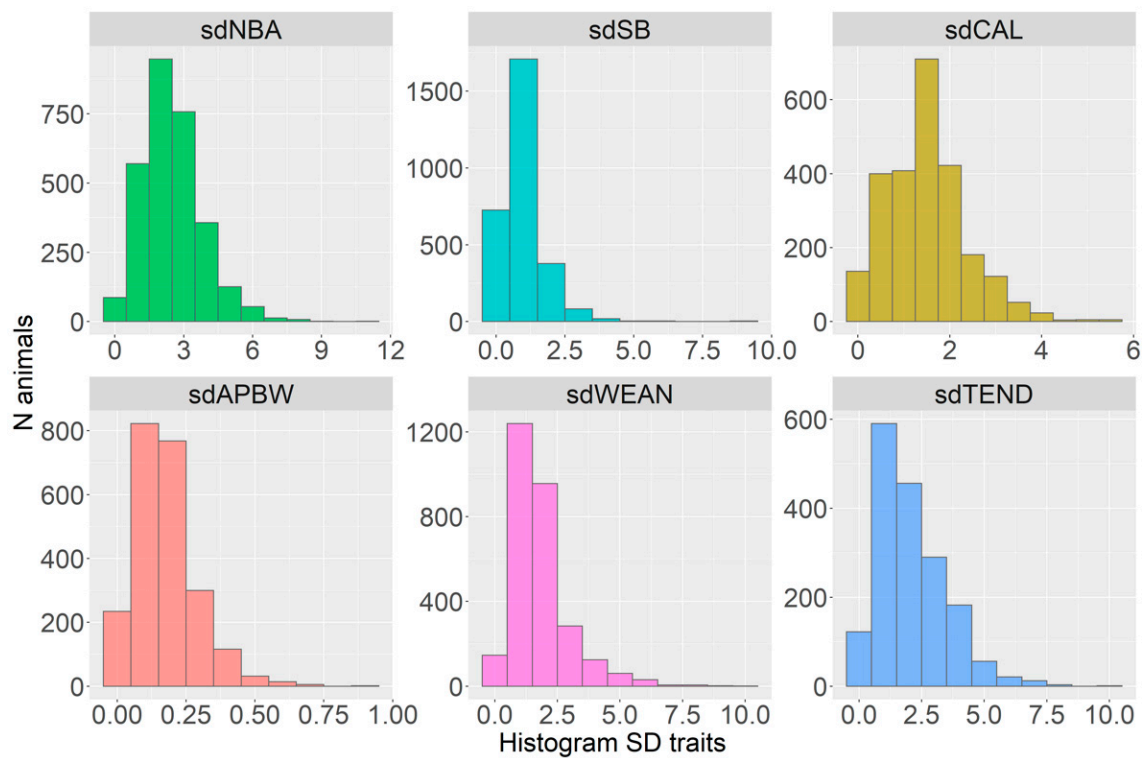 sdNBA sdSB sdCAL
750
500
250
0
0 3 6 9 12
1500
1000
500
0
0.0 2.5 5.0 7.5 10.0
600
400
200
0
0 2 4 6
N animals
sdAPBW sdWEAN sdTEND
800
600
400
200
0
0.00 0.25 0.50 0.75 1.00
1200
800
400
0
0.0 2.5 5.0 7.5 10.0
600
400
200
0
0.0 2.5 5.0 7.5 10.0
Histogram SD traits